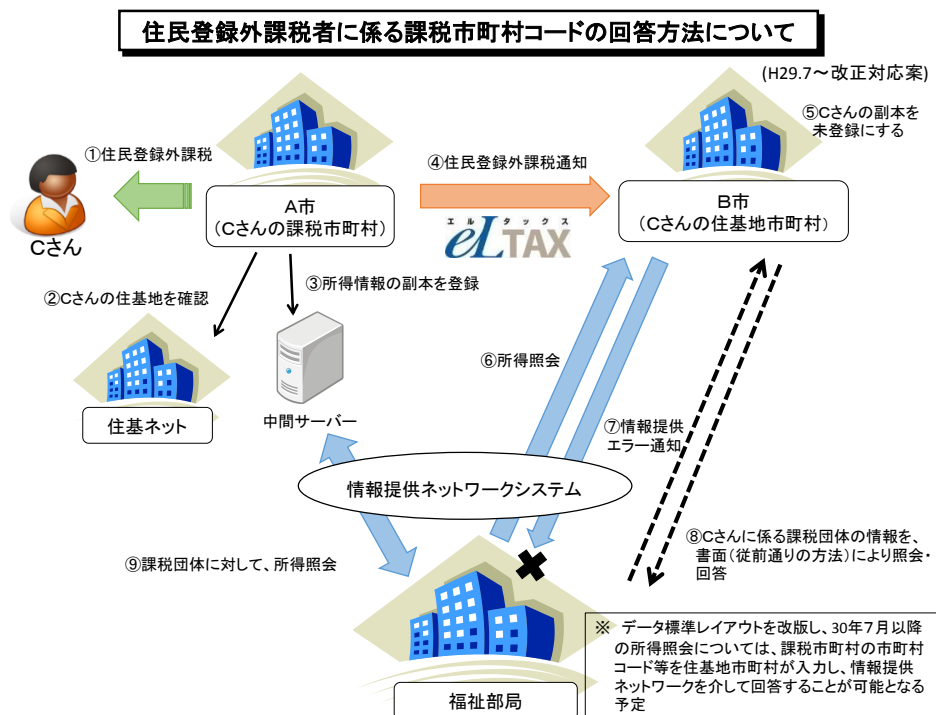 住民登録外課税者に係る課税市町村コードの回答方法について
(H29.7～改正対応案)
⑤Cさんの副本を
未登録にする
①住民登録外課税
④住民登録外課税通知
Cさん
A市
(Cさんの課税市町村)
エルタックス
eLTAX
B市
(Cさんの住基地市町村)
②Cさんの住基地を確認
③所得情報の副本を登録
⑥所得照会
住基ネット
中間サーバー
⑦情報提供
エラー通知
情報提供ネットワークシステム
⑧Cさんに係る課税団体の情報を、
書面(従前通りの方法)により照会・
回答
⑨課税団体に対して、所得照会
福祉部局
※ データ標準レイアウトを改版し、30年7月以降
の所得照会については、課税市町村の市町村
コード等を住基地市町村が入力し、情報提供
ネットワークを介して回答することが可能となる
予定